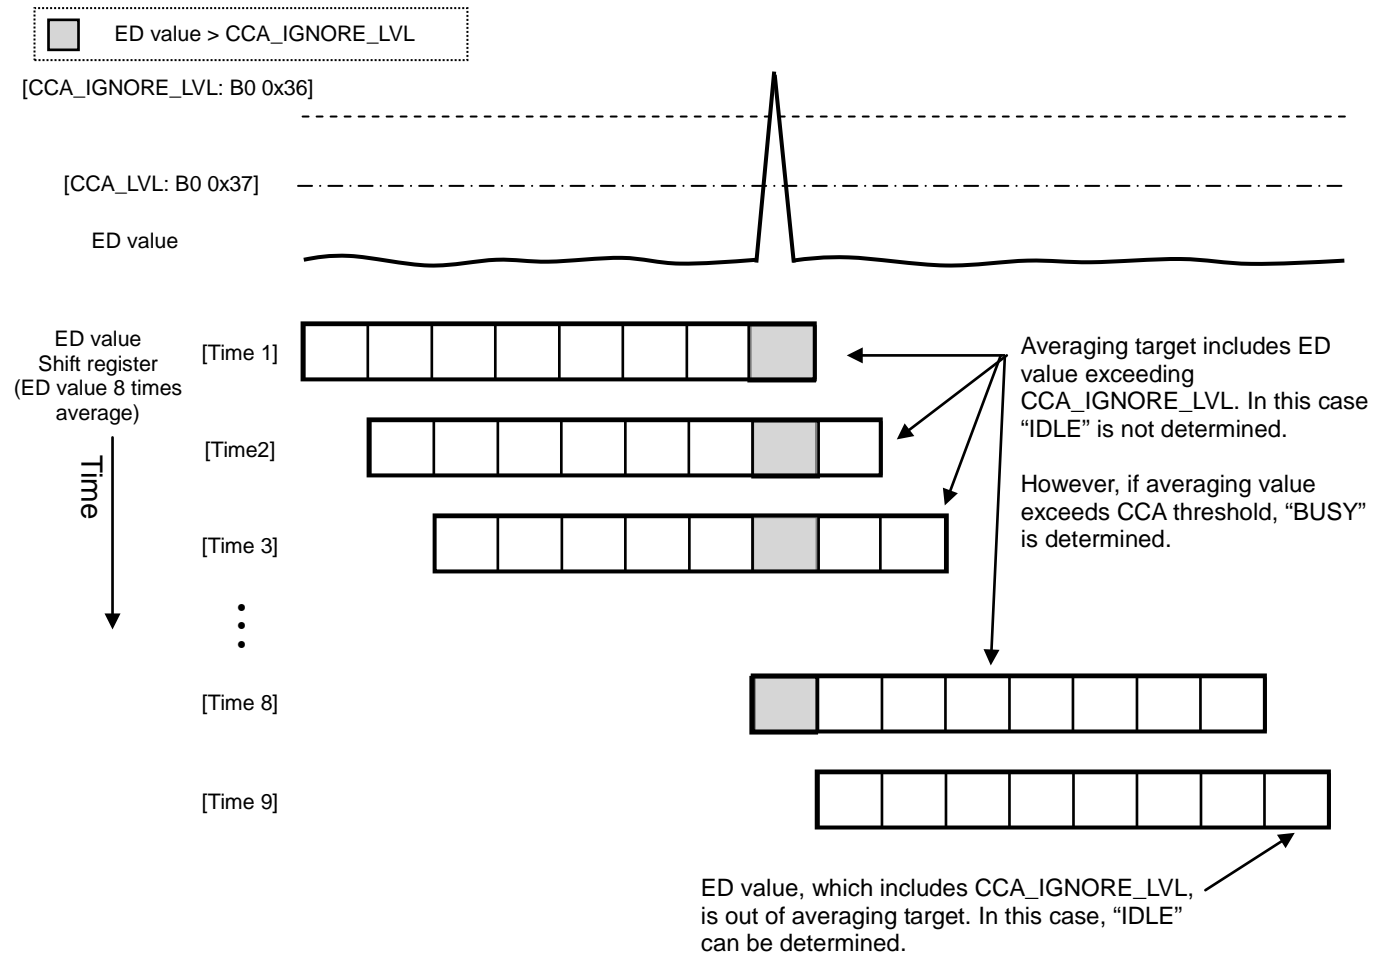 ED value > CCA_IGNORE_LVL
[CCA_IGNORE_LVL: B0 0x36]
[CCA_LVL: B0 0x37]
ED value
ED value
Shift register
(ED value 8 times
average)
Time
[Time 1]
[Time2]
[Time 3]
[Time 8]
[Time 9]
Averaging target includes ED
value exceeding
CCA_IGNORE_LVL. In this case
“IDLE” is not determined.
However, if averaging value
exceeds CCA threshold, “BUSY”
is determined.
ED value, which includes CCA_IGNORE_LVL,
is out of averaging target. In this case, “IDLE”
can be determined.